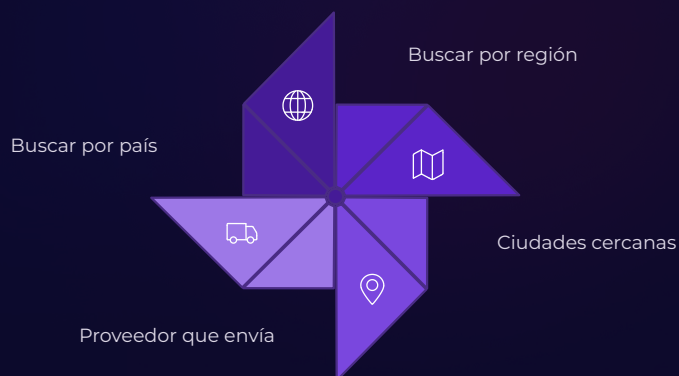 Buscar por región
Buscar por país
Ciudades cercanas
Proveedor que envía